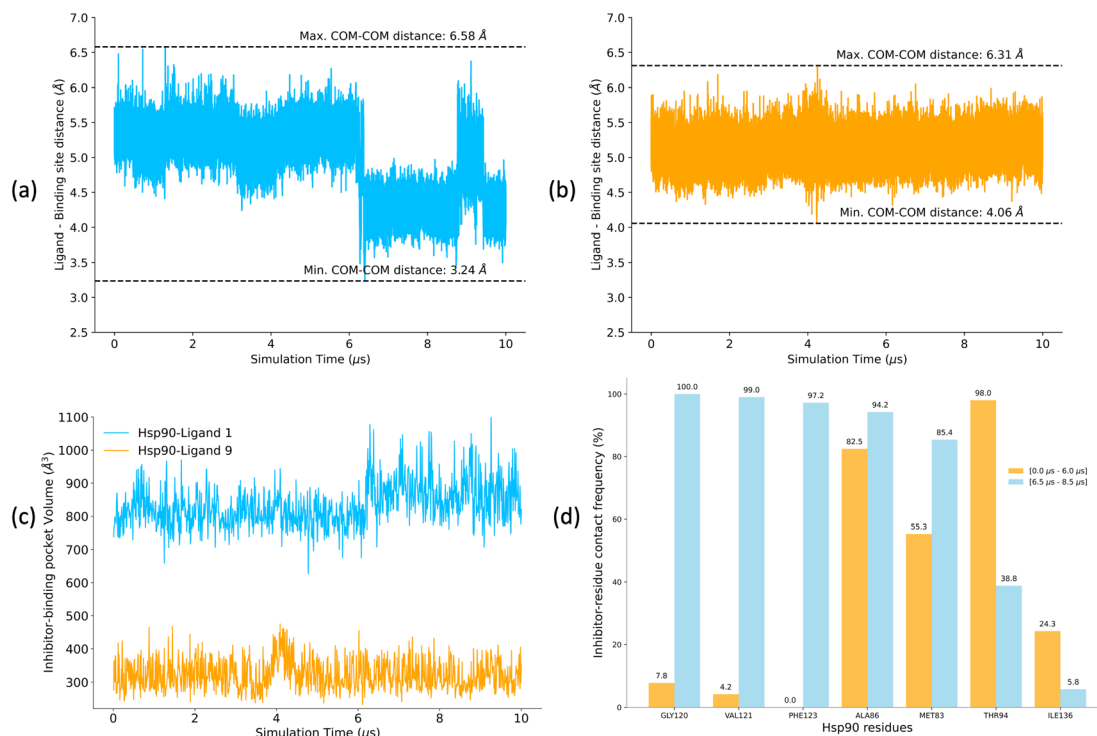 (a)
7.0
6.5
6.0
5.5
5.0
4.5
4.0
3.5
3.0
2.5
Ligand - Binding site distance (Å)
Max. COM-COM distance: 6.58 Å
Min. COM-COM distance: 3.24 Å
0 2 4 6 8 10
Simulation Time (μs)
(b)
7.0
6.5
6.0
5.5
5.0
4.5
4.0
3.5
3.0
2.5
Ligand - Binding site distance (Å)
Max. COM-COM distance: 6.31 Å
Min. COM-COM distance: 4.06 Å
0 2 4 6 8 10
Simulation Time (μs)
(c)
1100
1000
900
800
700
600
500
400
300
Inhibitor-binding pocket Volume (Å³)
Hsp90-Ligand 1
Hsp90-Ligand 9
0 2 4 6 8 10
Simulation Time (μs)
(d)
100
80
60
40
20
0
Inhibitor-residue contact frequency (%)
[0.0 μs - 6.0 μs]
[6.5 μs - 8.5 μs]
7.8 100.0 4.2 99.0 0.0 97.2 82.5 94.2 55.3 85.4 98.0 38.8 24.3 5.8
GLY120 VAL121 PHE123 ALA86 MET83 THR94 ILE136
Hsp90 residues